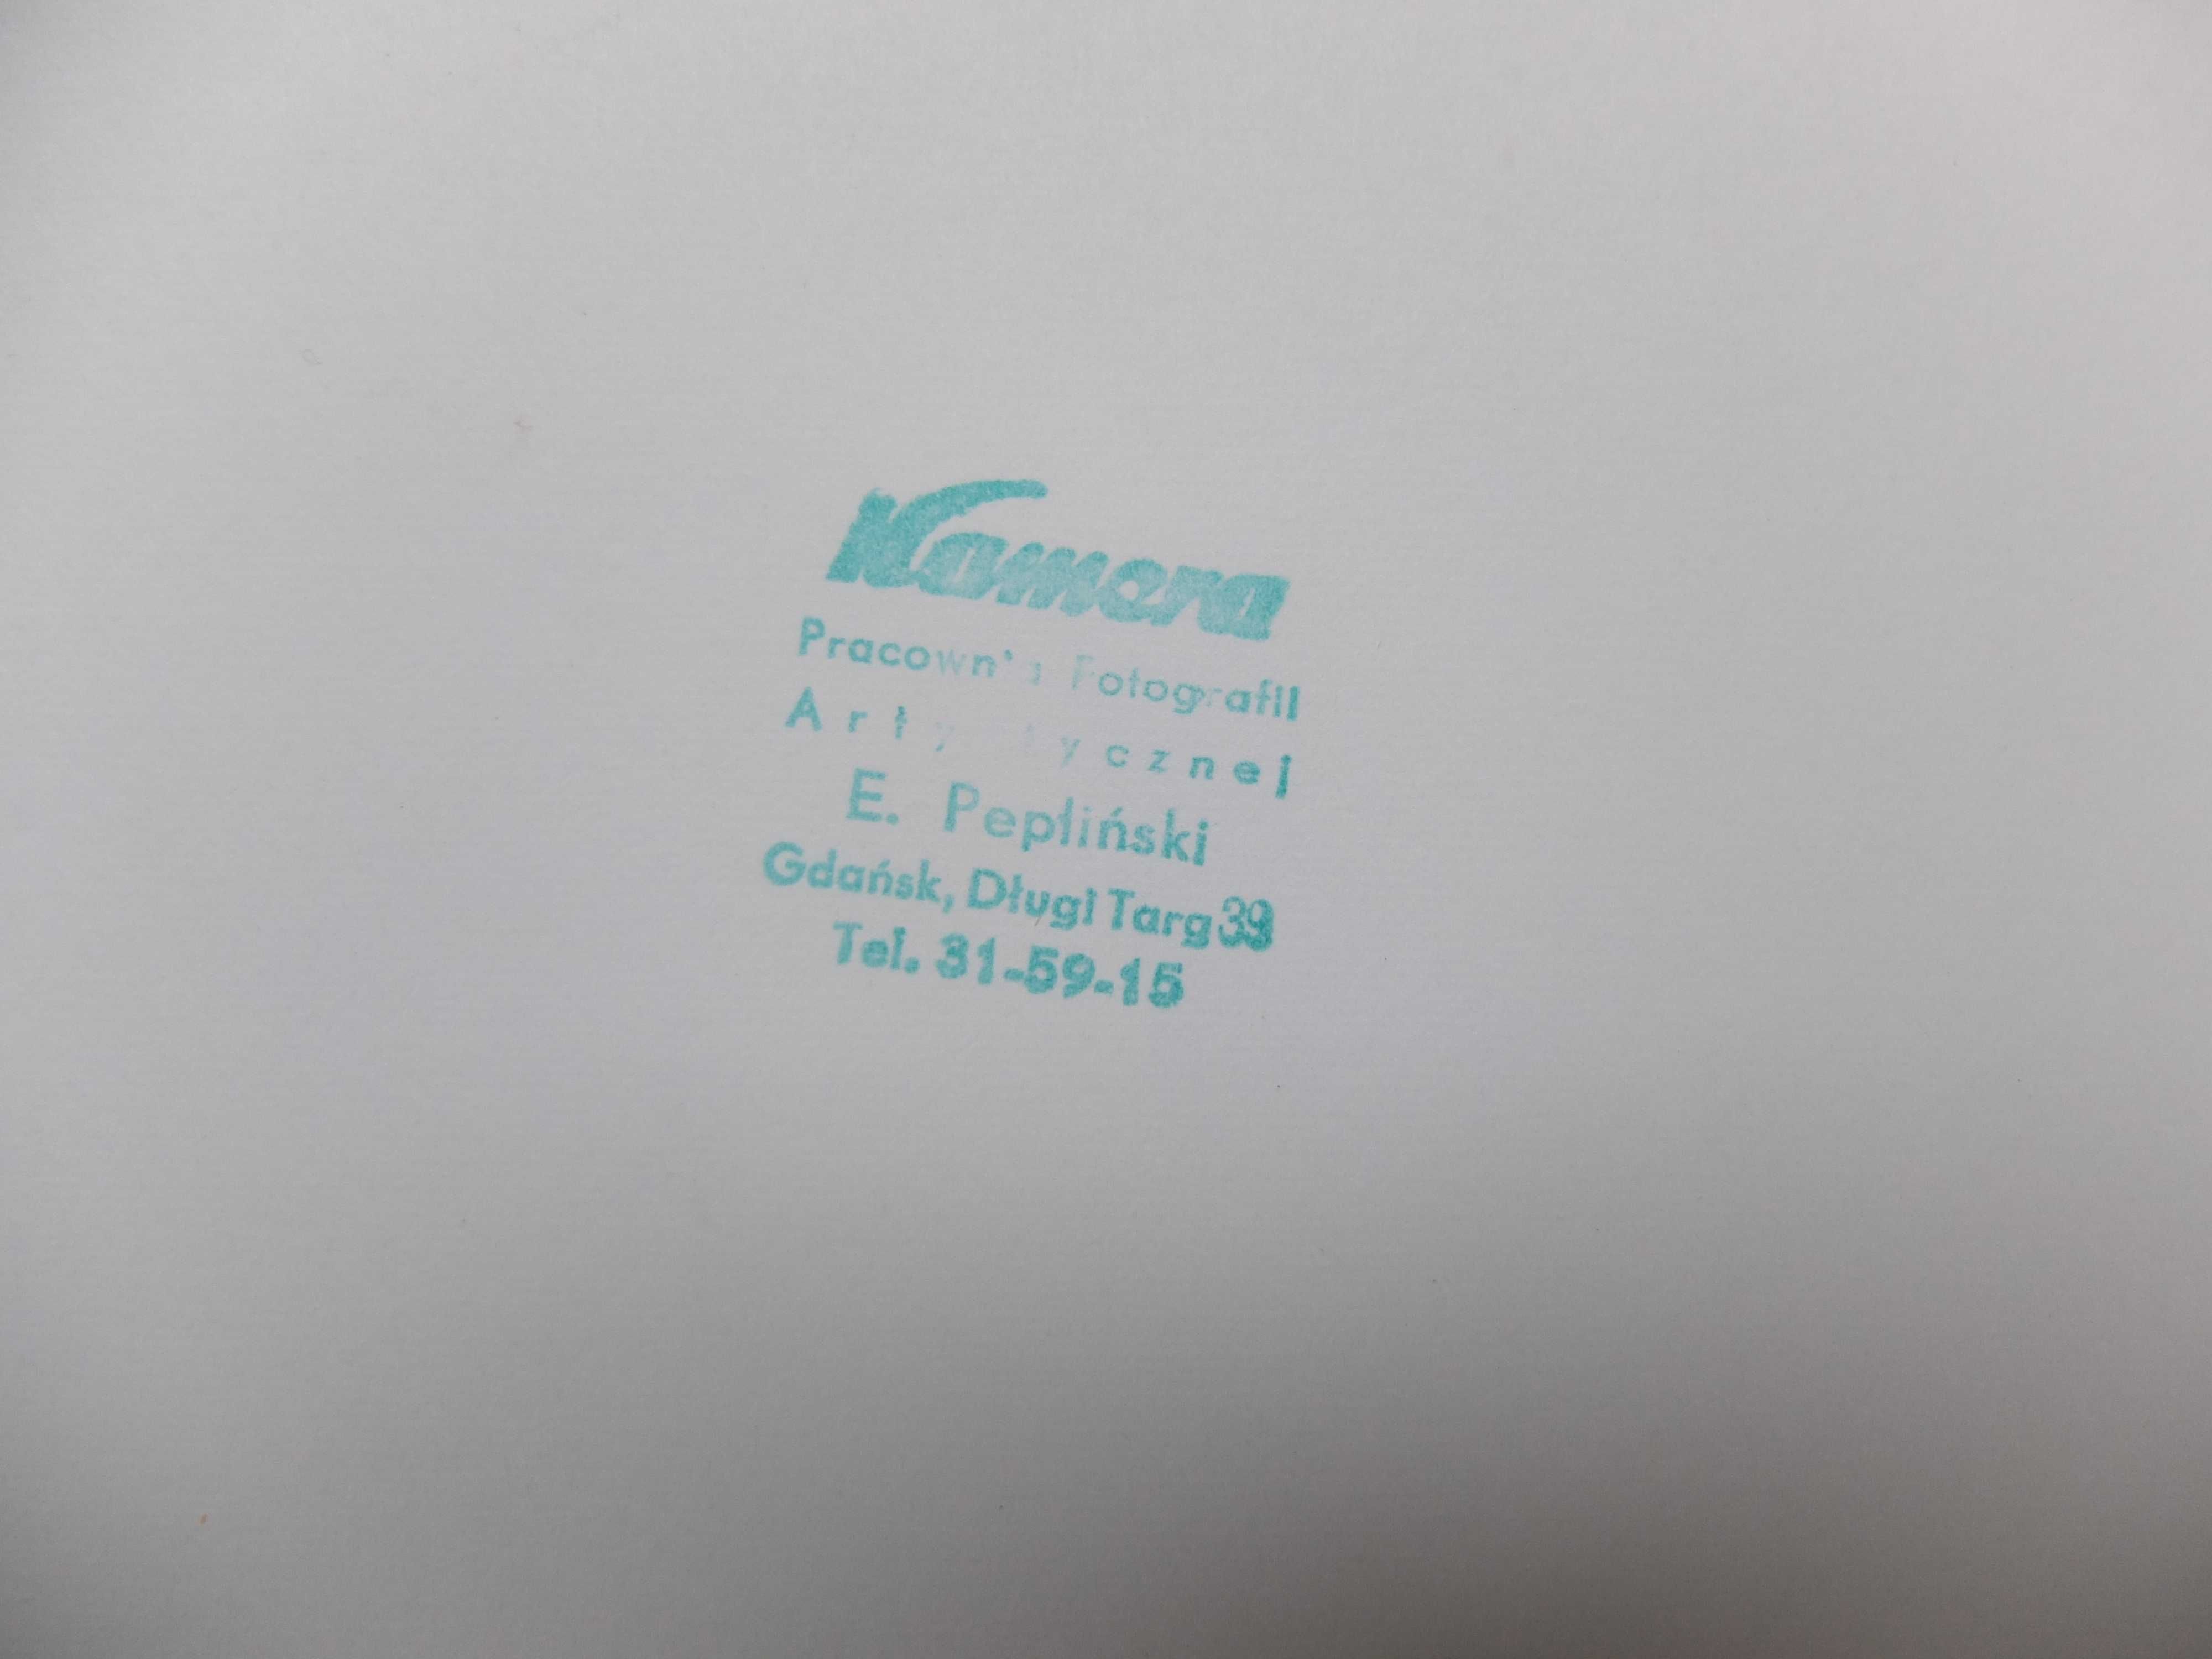 Kamera
Pracownia Fotografii
Artystycznej
E. Pepliński
Gdańsk, Długi Targ 39
Tel. 31-59-15